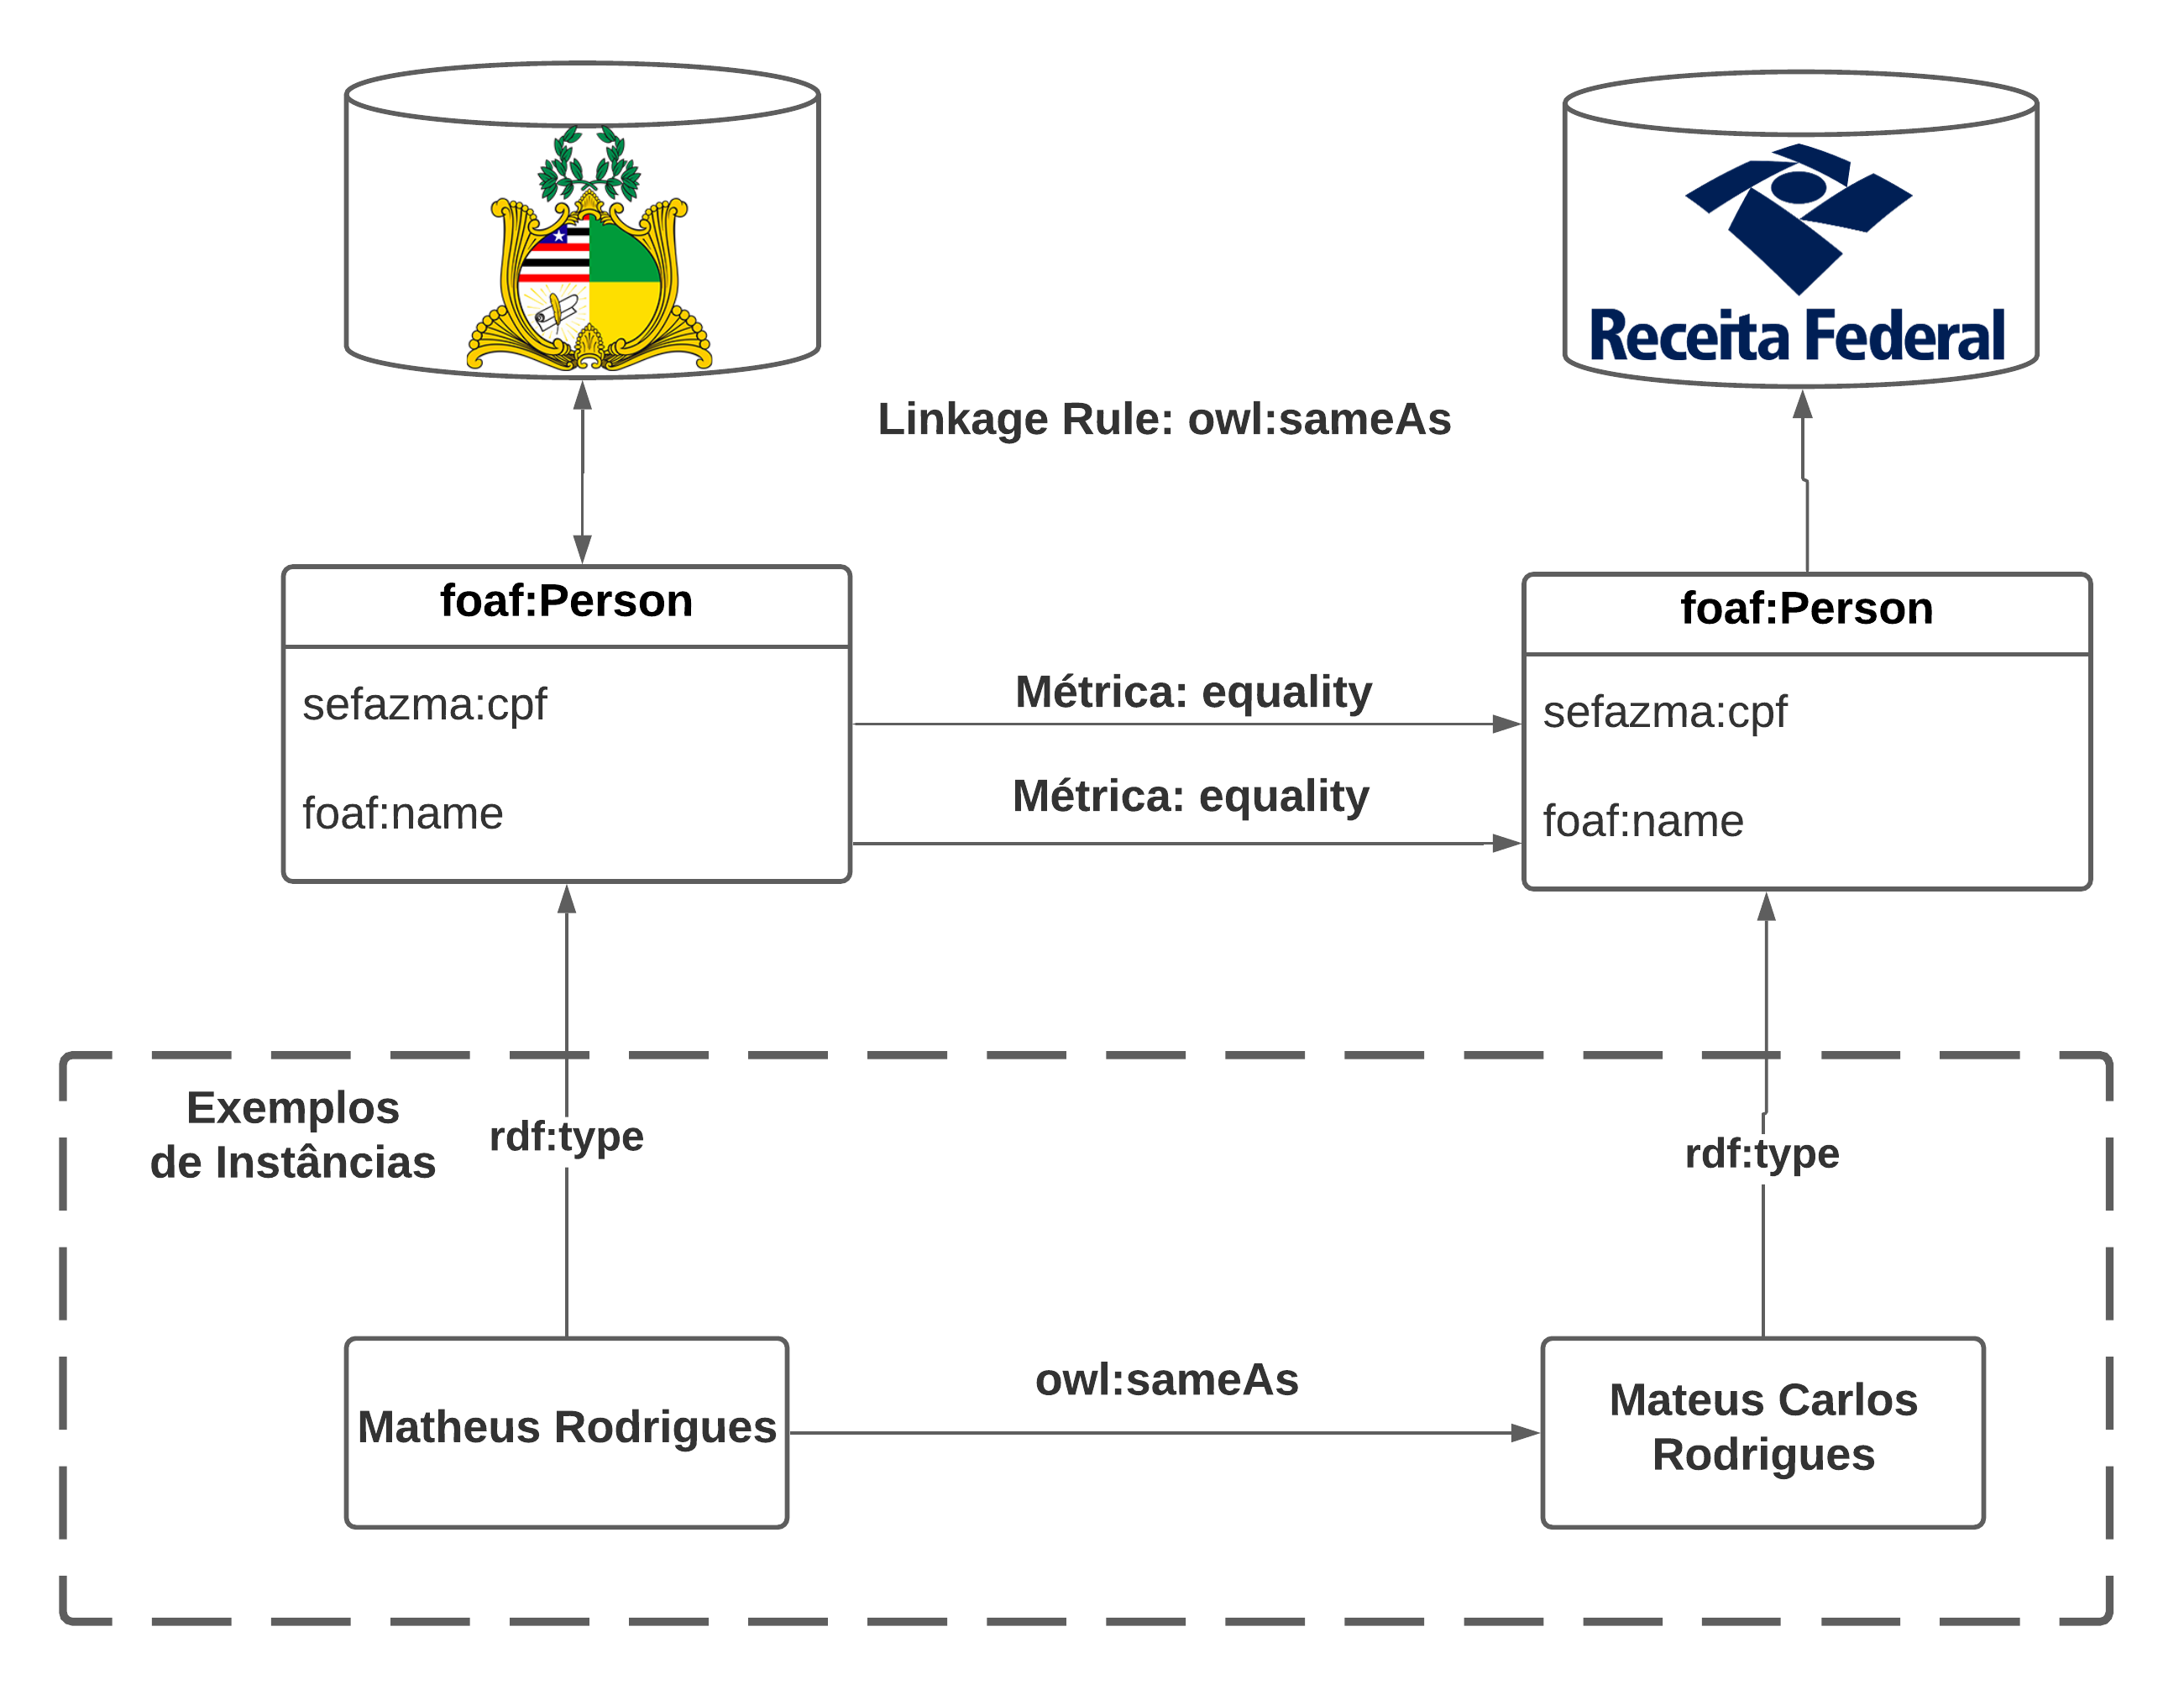 Receita Federal
Linkage Rule: owl:sameAs
foaf:Person
sefazma:cpf
foaf:name
Métrica: equality
Métrica: equality
foaf:Person
sefazma:cpf
foaf:name
Exemplos
de Instâncias
rdf:type
rdf:type
Matheus Rodrigues
owl:sameAs
Mateus Carlos
Rodrigues